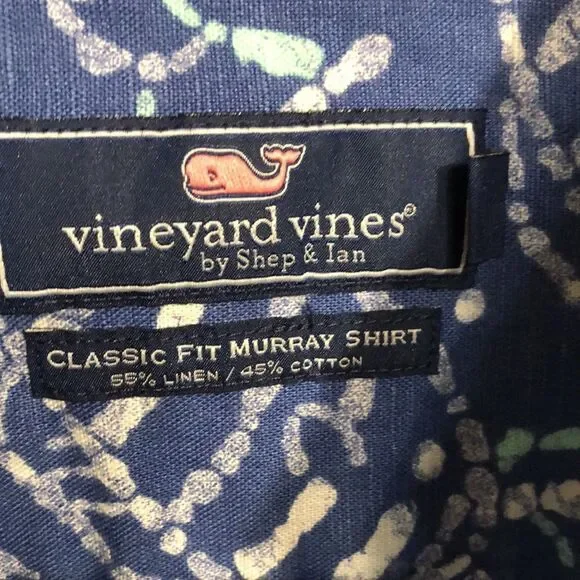 vineyard vines®
by Shep & Ian
CLASSIC FIT MURRAY SHIRT
55% LINEN / 45% COTTON